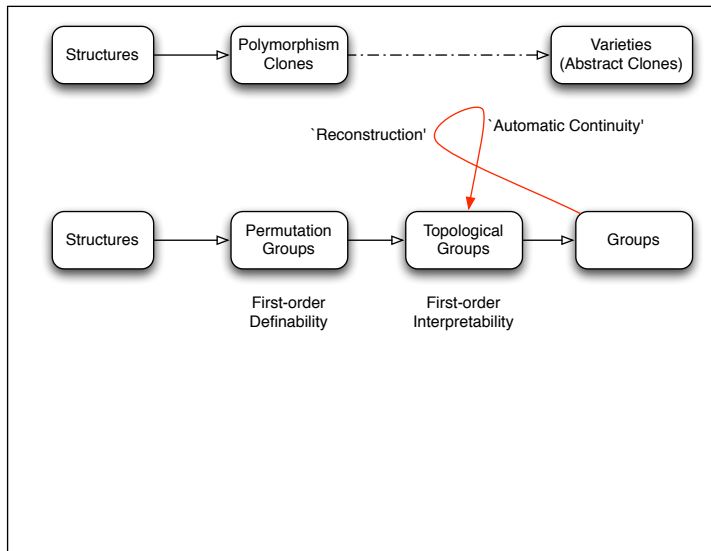 Structures
Polymorphism
Clones
Varieties
(Abstract Clones)
`Reconstruction'
`Automatic Continuity'
Structures
Permutation
Groups
Topological
Groups
Groups
First-order
Definability
First-order
Interpretability